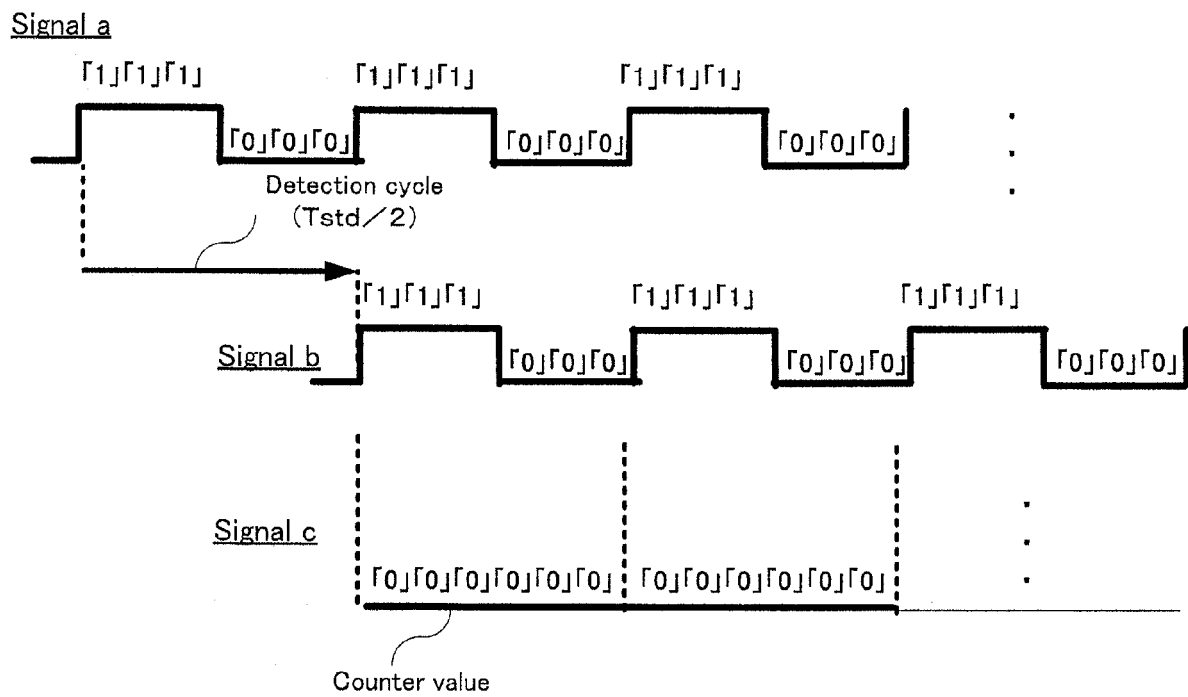 Signal a
「1」「1」「1」 「1」「1」「1」 「1」「1」「1」
「0」「0」「0」 「0」「0」「0」 「0」「0」「0」
Detection cycle
(Tstd／2)
「1」「1」「1」 「1」「1」「1」 「1」「1」「1」
Signal b 「0」「0」「0」 「0」「0」「0」 「0」「0」「0」
Signal c
「0」「0」「0」「0」「0」「0」 「0」「0」「0」「0」「0」「0」
Counter value